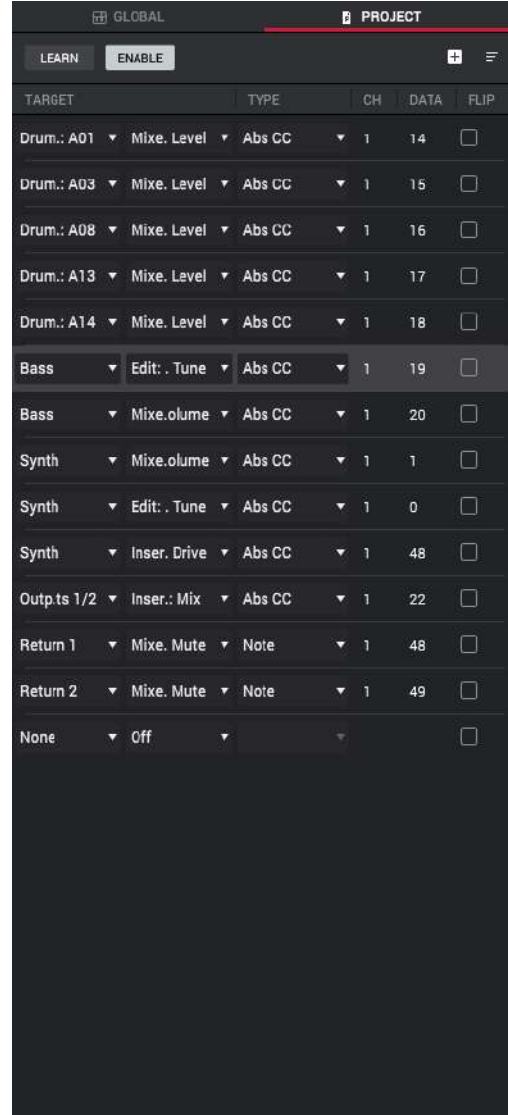 GLOBAL PROJECT
LEARN ENABLE
TARGET TYPE CH DATA FLIP
Drum.: A01 Mixe. Level Abs CC 1 14
Drum.: A03 Mixe. Level Abs CC 1 15
Drum.: A08 Mixe. Level Abs CC 1 16
Drum.: A13 Mixe. Level Abs CC 1 17
Drum.: A14 Mixe. Level Abs CC 1 18
Bass Edit: . Tune Abs CC 1 19
Bass Mixe.olume Abs CC 1 20
Synth Mixe.olume Abs CC 1 1
Synth Edit: . Tune Abs CC 1 0
Synth Inser. Drive Abs CC 1 48
Outp.ts 1/2 Inser.: Mix Abs CC 1 22
Return 1 Mixe. Mute Note 1 48
Return 2 Mixe. Mute Note 1 49
None Off